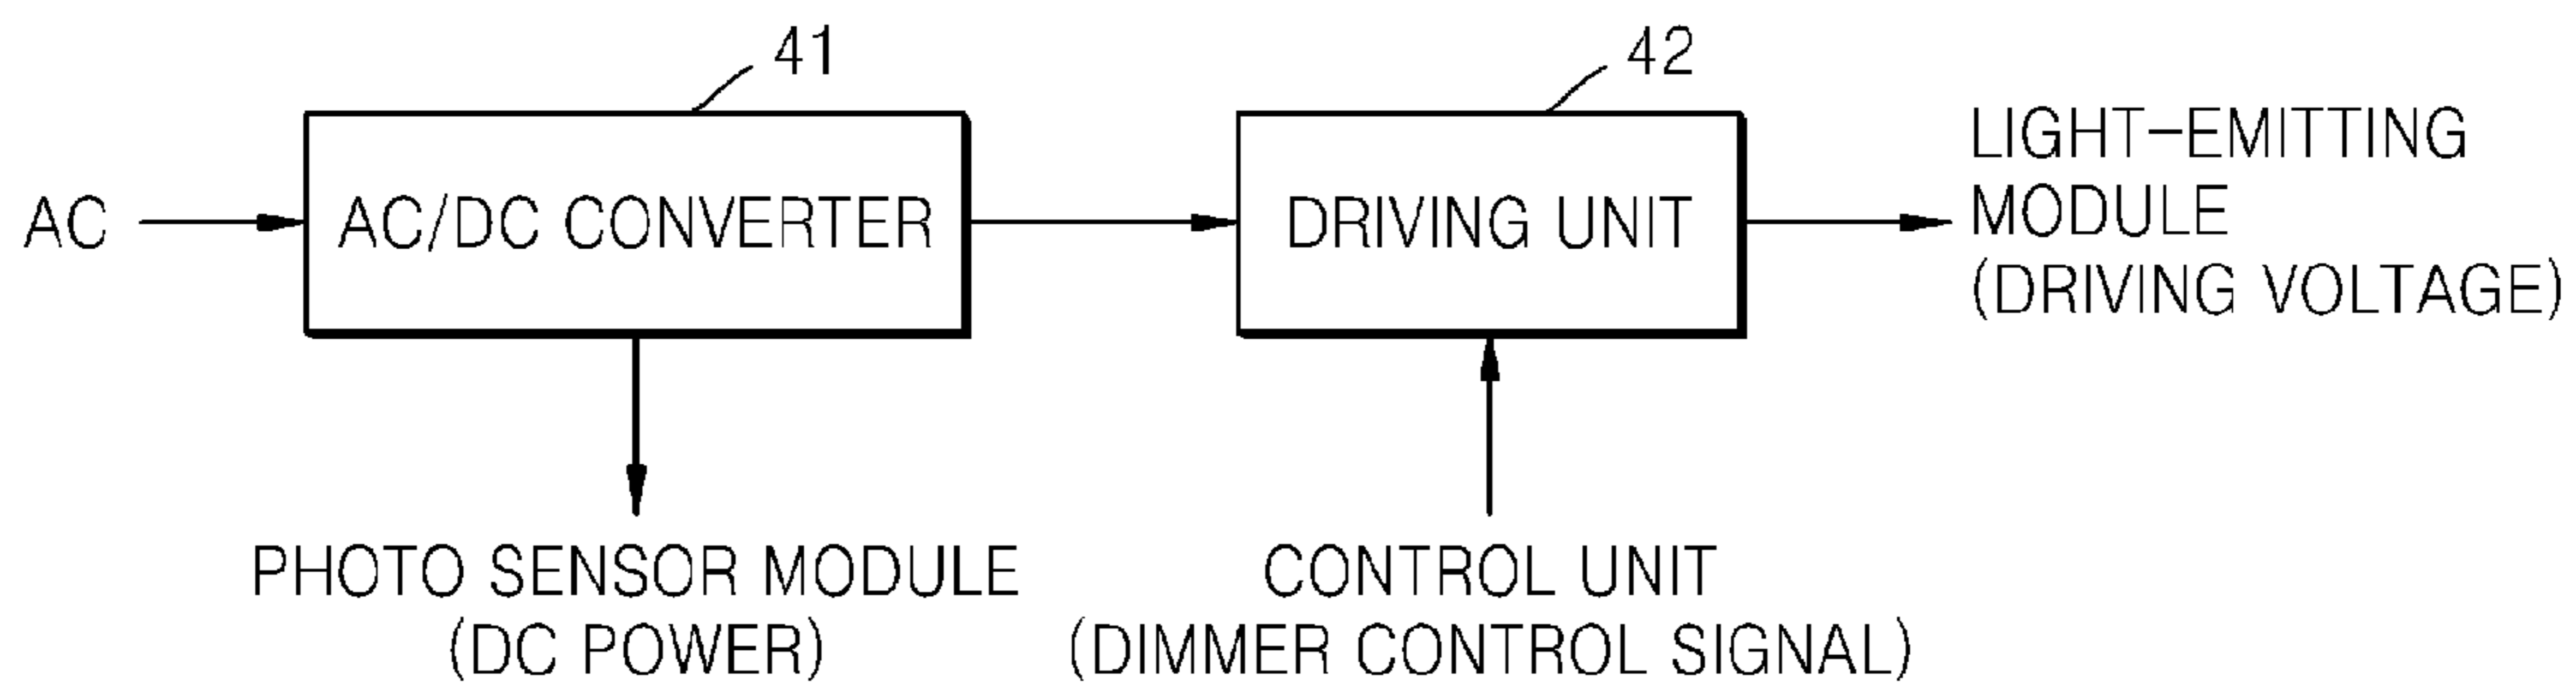 41
42
AC
AC/DC CONVERTER
DRIVING UNIT
LIGHT-EMITTING
MODULE
(DRIVING VOLTAGE)
PHOTO SENSOR MODULE
(DC POWER)
CONTROL UNIT
(DIMMER CONTROL SIGNAL)